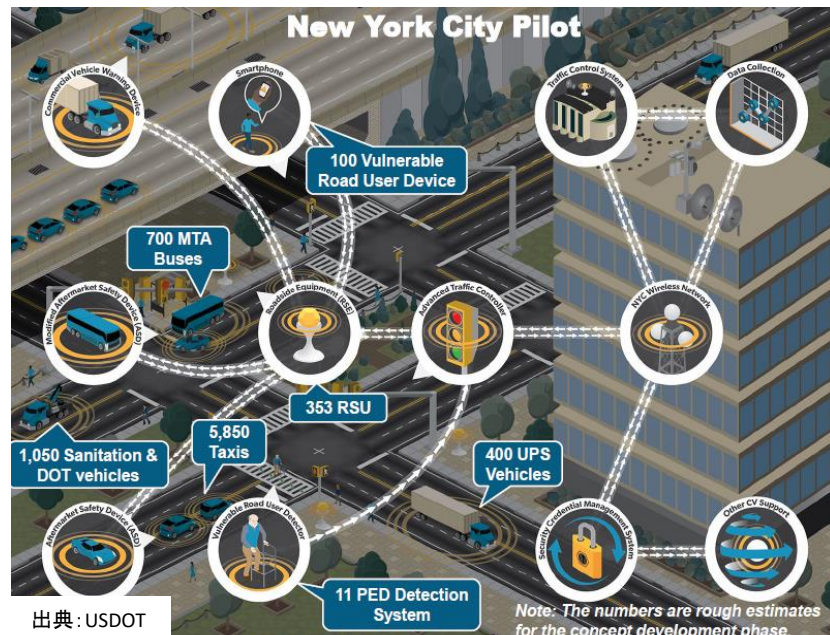 New York City Pilot
Commercial Vehicle Warning Device
Smartphone
Traffic Control System
Data Collection
100 Vulnerable
Road User Device
700 MTA
Buses
Modified Aftermarket Safety Device (ASD)
Roadside Equipment (RSE)
Advanced Traffic Controller
NYC Wireless Network
353 RSU
1,050 Sanitation &
DOT vehicles
5,850
Taxis
400 UPS
Vehicles
Aftermarket Safety Device (ASD)
Vulnerable Road User Detector
Security Credential Management System
Other CV Support
11 PED Detection
System
出典：USDOT
Note: The numbers are rough estimates
for the concept development phase